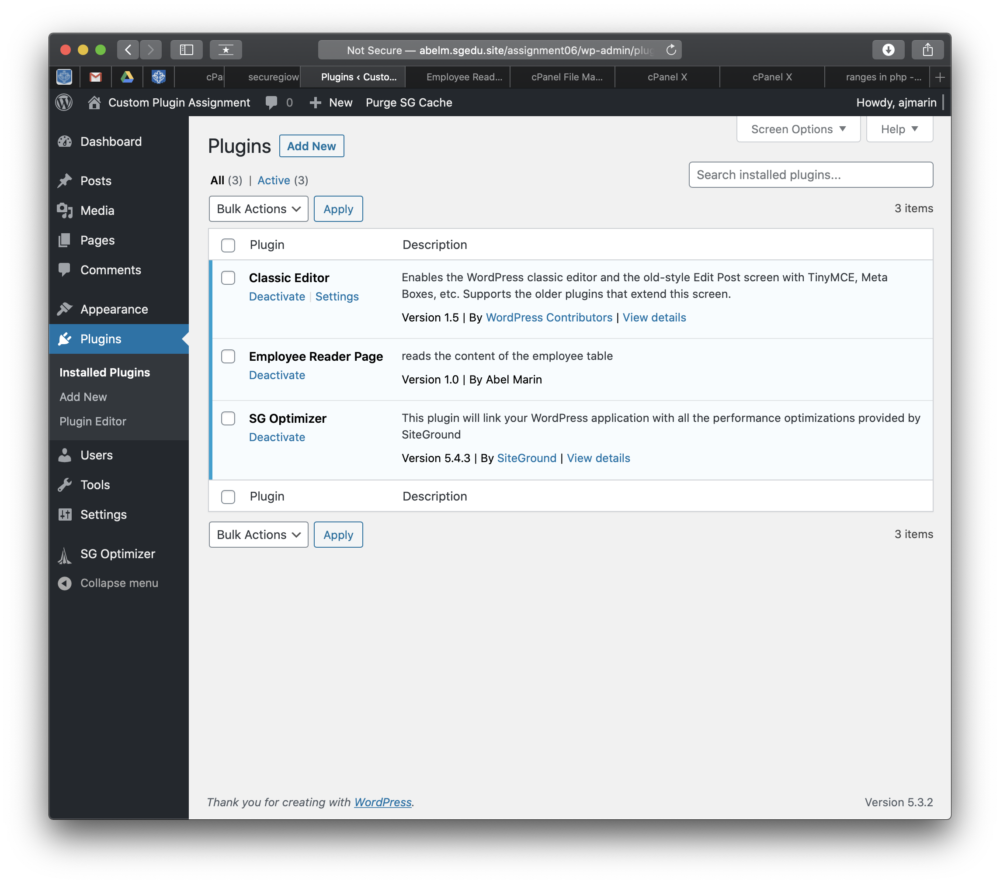 Not Secure — abelm.sgedu.site/assignment06/wp-admin/plug
cPa
securegiow
Plugins ‹ Custo...
Employee Read...
cPanel File Ma...
cPanel X
cPanel X
ranges in php -...
Custom Plugin Assignment
0
New
Purge SG Cache
Howdy, ajmarin
Dashboard
Posts
Media
Pages
Comments
Appearance
Plugins
Installed Plugins
Add New
Plugin Editor
Users
Tools
Settings
SG Optimizer
Collapse menu
Screen Options
Help
Plugins
Add New
All (3) | Active (3)
Search installed plugins...
Bulk Actions
Apply
3 items
Plugin
Description
Classic Editor
Deactivate | Settings
Enables the WordPress classic editor and the old-style Edit Post screen with TinyMCE, Meta
Boxes, etc. Supports the older plugins that extend this screen.
Version 1.5 | By WordPress Contributors | View details
Employee Reader Page
Deactivate
reads the content of the employee table
Version 1.0 | By Abel Marin
SG Optimizer
Deactivate
This plugin will link your WordPress application with all the performance optimizations provided by
SiteGround
Version 5.4.3 | By SiteGround | View details
Plugin
Description
Bulk Actions
Apply
3 items
Thank you for creating with WordPress.
Version 5.3.2